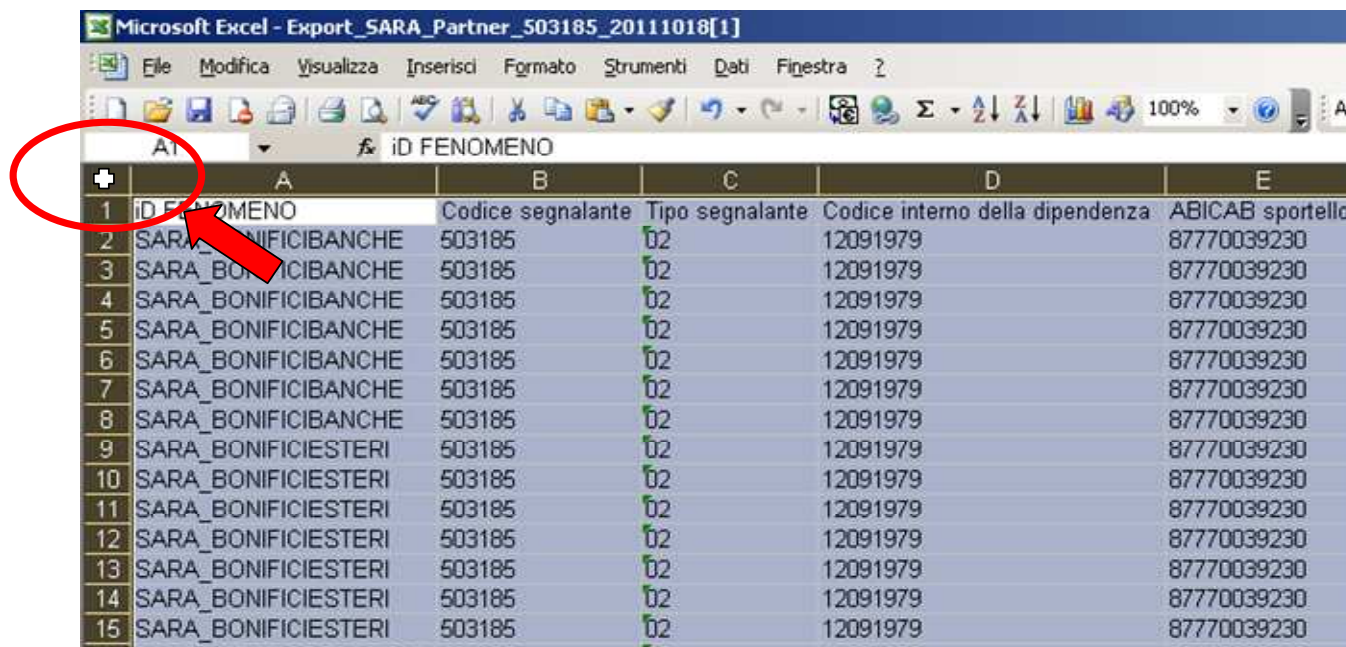 Microsoft Excel - Export_SARA_Partner_503185_20111018[1]
File Modifica Visualizza Inserisci Formato Strumenti Dati Finestra ?
100% A
A1 fx iD FENOMENO
A B C D E
1 iD FENOMENO Codice segnalante Tipo segnalante Codice interno della dipendenza ABICAB sportello
2 SARA_BONIFICIBANCHE 503185 02 12091979 87770039230
3 SARA_BONIFICIBANCHE 503185 02 12091979 87770039230
4 SARA_BONIFICIBANCHE 503185 02 12091979 87770039230
5 SARA_BONIFICIBANCHE 503185 02 12091979 87770039230
6 SARA_BONIFICIBANCHE 503185 02 12091979 87770039230
7 SARA_BONIFICIBANCHE 503185 02 12091979 87770039230
8 SARA_BONIFICIBANCHE 503185 02 12091979 87770039230
9 SARA_BONIFICIESTERI 503185 02 12091979 87770039230
10 SARA_BONIFICIESTERI 503185 02 12091979 87770039230
11 SARA_BONIFICIESTERI 503185 02 12091979 87770039230
12 SARA_BONIFICIESTERI 503185 02 12091979 87770039230
13 SARA_BONIFICIESTERI 503185 02 12091979 87770039230
14 SARA_BONIFICIESTERI 503185 02 12091979 87770039230
15 SARA_BONIFICIESTERI 503185 02 12091979 87770039230